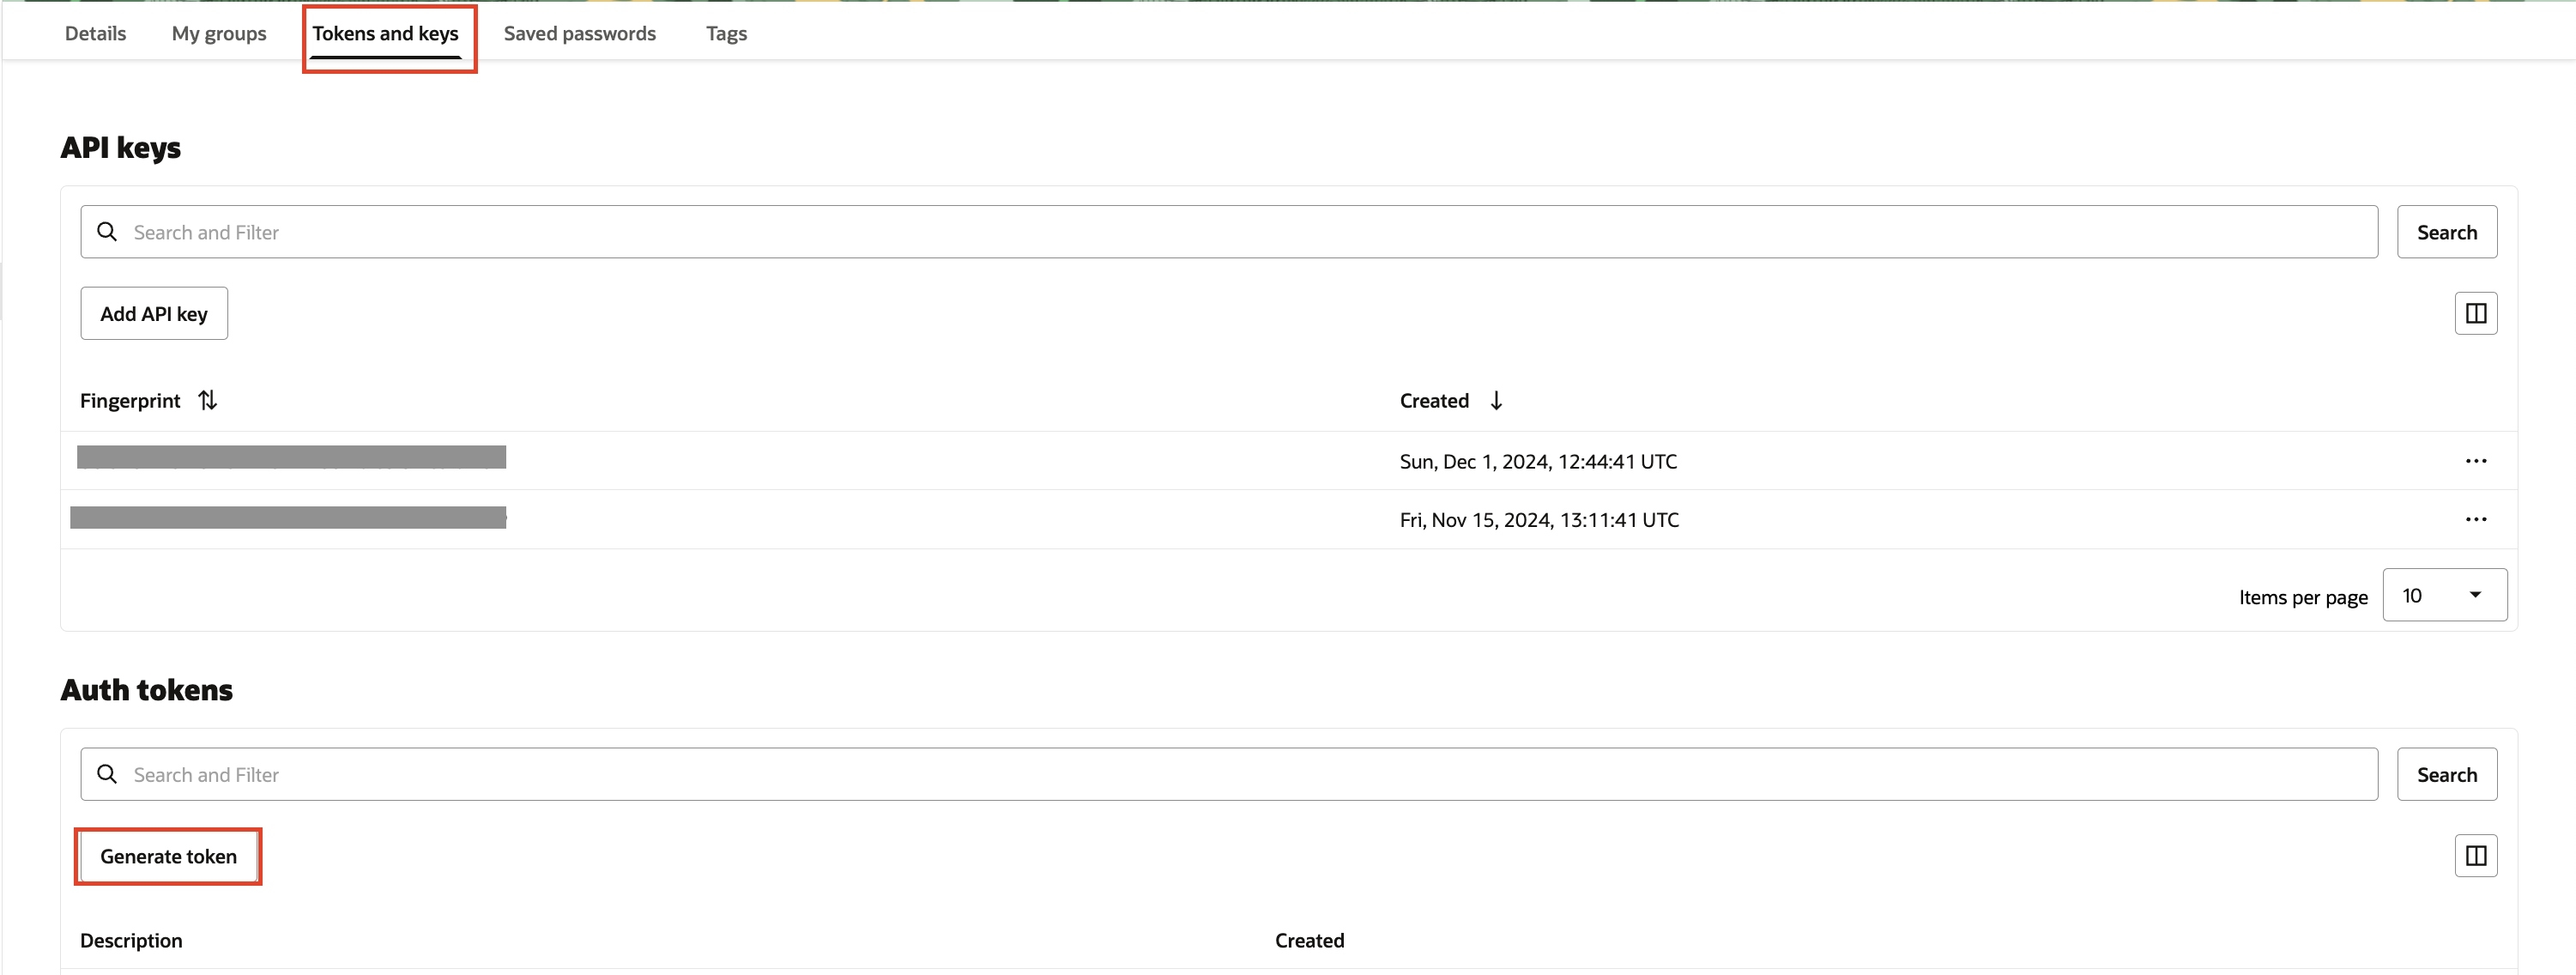 Details My groups Tokens and keys Saved passwords Tags
API keys
Search and Filter Search
Add API key
Fingerprint Created
Sun, Dec 1, 2024, 12:44:41 UTC
Fri, Nov 15, 2024, 13:11:41 UTC
Items per page 10
Auth tokens
Search and Filter Search
Generate token
Description Created